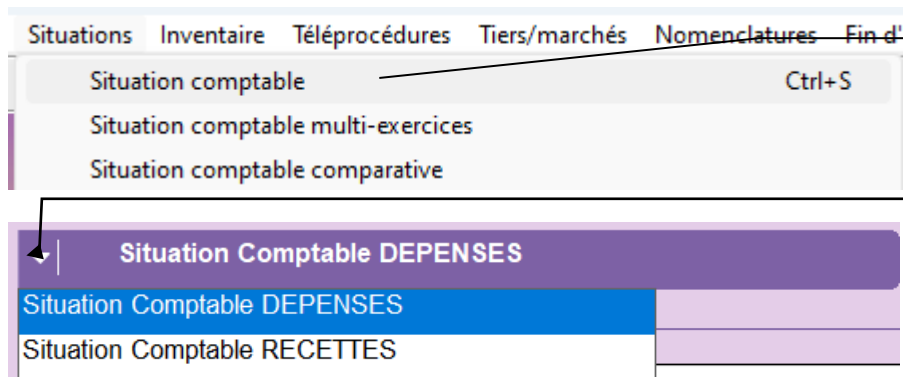 Situations Inventaire Téléprocédures Tiers/marchés Nomenclatures Fin d'
Situation comptable Ctrl+S
Situation comptable multi-exercices
Situation comptable comparative
Situation Comptable DEPENSES
Situation Comptable DEPENSES
Situation Comptable RECETTES